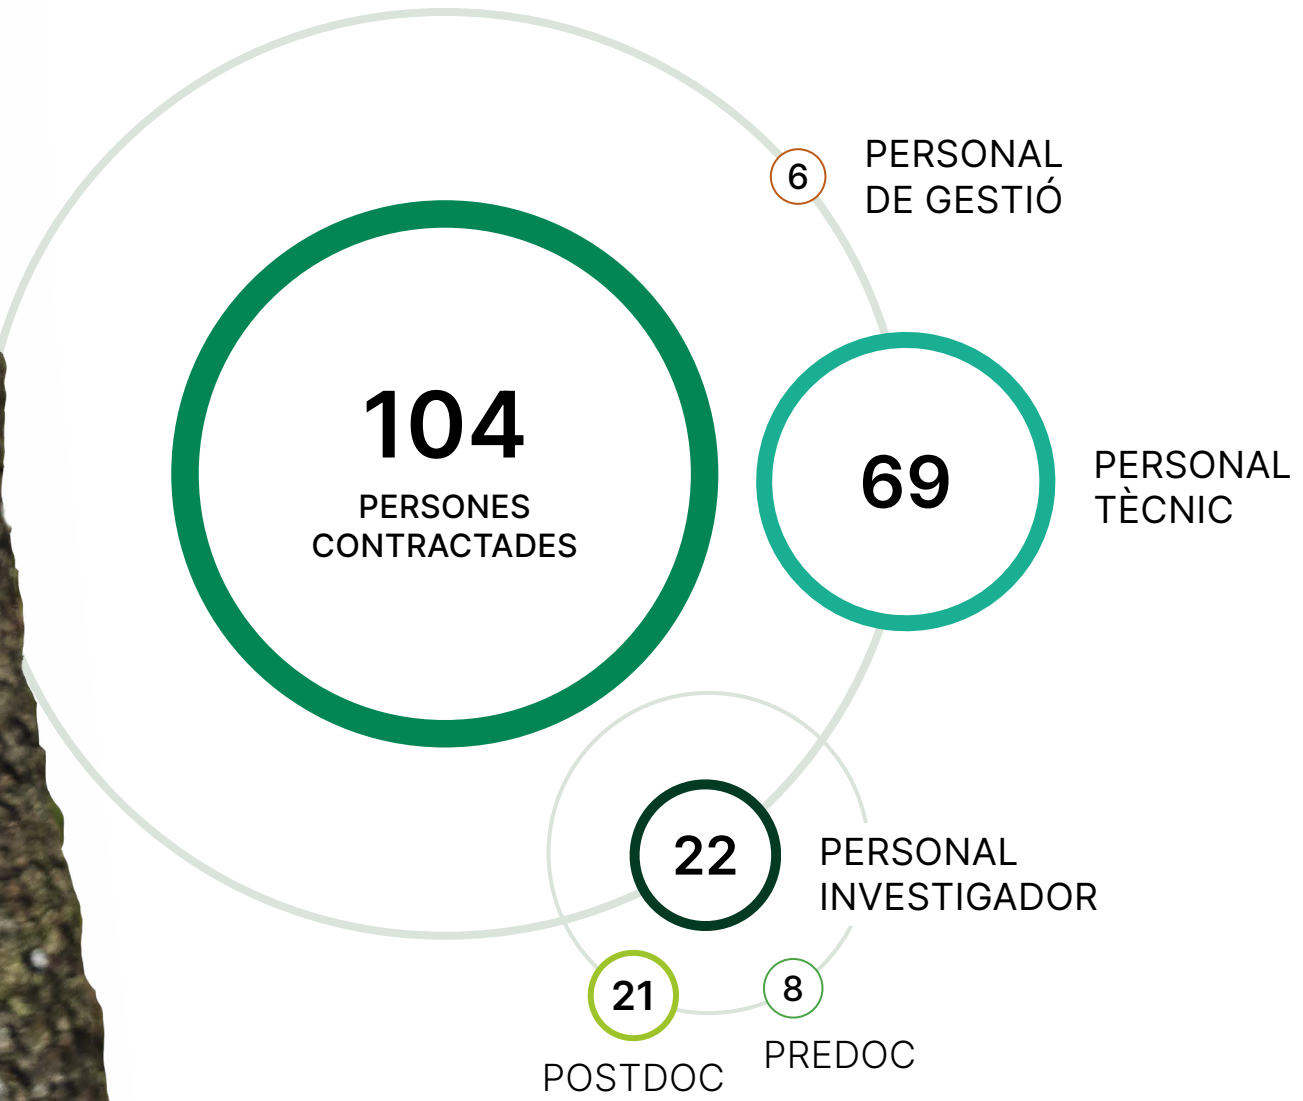 6
PERSONAL
DE GESTIÓ
104
PERSONES
CONTRACTADES
69
PERSONAL
TÈCNIC
22
PERSONAL
INVESTIGADOR
21
POSTDOC
8
PREDOC